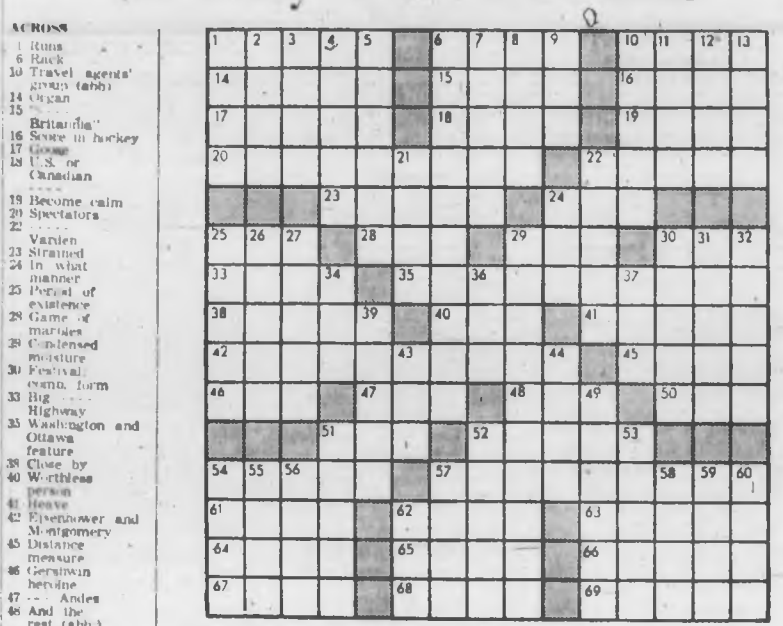 ACROSS
1 Runs
6 Rack
10 Travel agents'
group (abb)
14 Organ
15 "- - - -
Britannia"
16 Score in hockey
17
18 U.S. or
Canadian
- - - -
19 Become calm
20 Spectators
22 - - - - -
Varden
23 Strained
24 In what
manner
25 Period of
existence
28 Game of
marbles
29 Condensed
moisture
30 Festival:
comb. form
33 Big - - - -
Highway
35 Washington and
Ottawa
feature
38 Close by
40 Worthless
person
41 Heave
42 Eisenhower and
Montgomery
45 Distance
measure
46 Gershwin
heroine
47 - - - Andes
48 And the
rest (abb.)
1 2 3 4 5 6 7 8 9 10 11 12 13
14 15 16
17 18 19
20 21 22
23 24
25 26 27 28 29 30 31 32
33 34 35 36 37
38 39 40 41
42 43 44 45
46 47 48 49 50
51 52 53
54 55 56 57 58 59 60
61 62 63
64 65 66
67 68 69